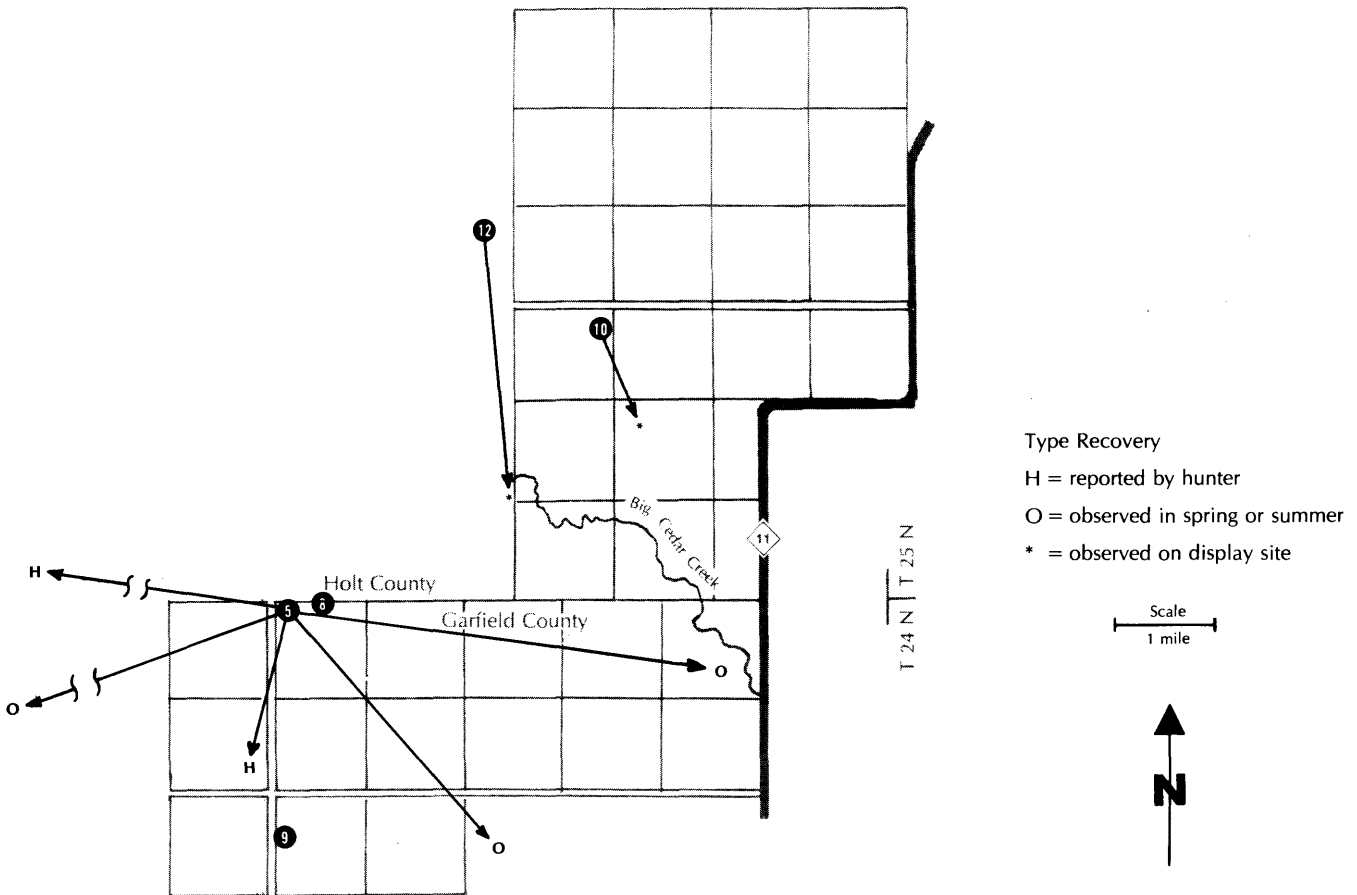 12
10
Type Recovery
H = reported by hunter
O = observed in spring or summer
* = observed on display site
*
*
Big Cedar Creek
11
T 24 N | T 25 N
Scale
1 mile
H
Holt County
5
8
Garfield County
O
O
H
N
9
O